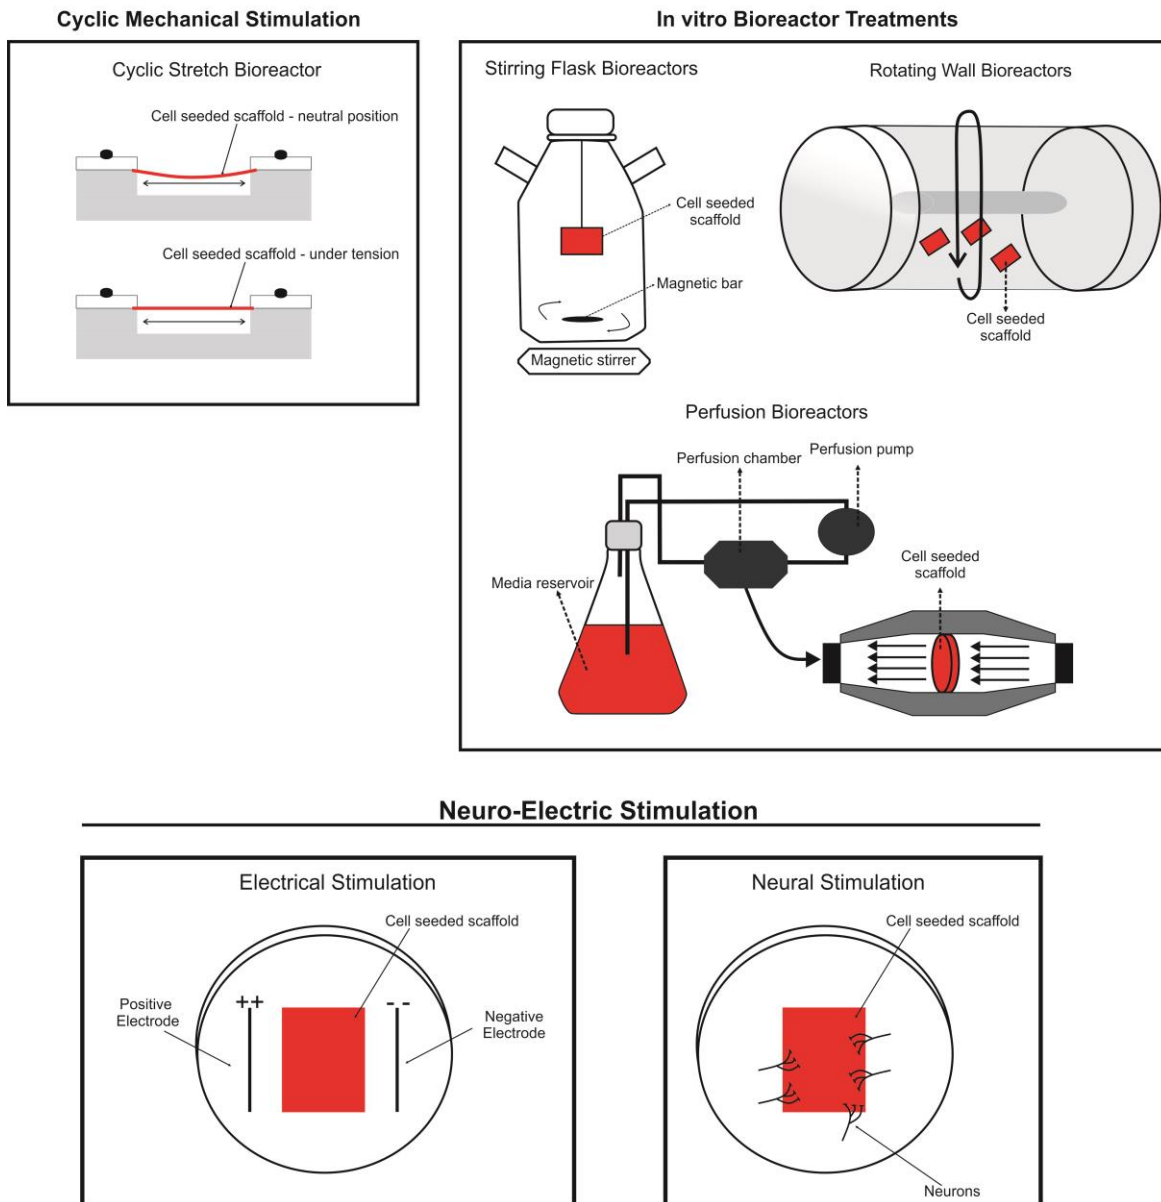 Cyclic Mechanical Stimulation
Cyclic Stretch Bioreactor
Cell seeded scaffold - neutral position
Cell seeded scaffold - under tension
In vitro Bioreactor Treatments
Stirring Flask Bioreactors
Cell seeded
scaffold
Magnetic bar
Magnetic stirrer
Rotating Wall Bioreactors
Cell seeded
scaffold
Perfusion Bioreactors
Perfusion chamber
Perfusion pump
Media reservoir
Cell seeded
scaffold
Neuro-Electric Stimulation
Electrical Stimulation
Cell seeded scaffold
++
- -
Positive
Electrode
Negative
Electrode
Neural Stimulation
Cell seeded scaffold
Neurons